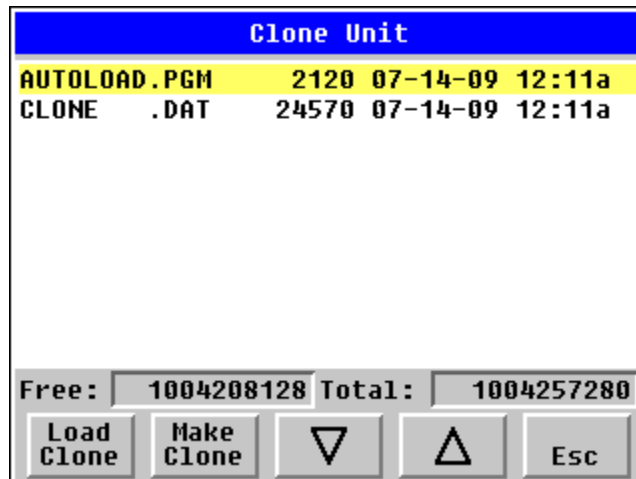 Clone Unit
AUTOLOAD.PGM 2120 07-14-09 12:11a
CLONE .DAT 24570 07-14-09 12:11a
Free: 1004208128 Total: 1004257280
Load Clone Make Clone Esc